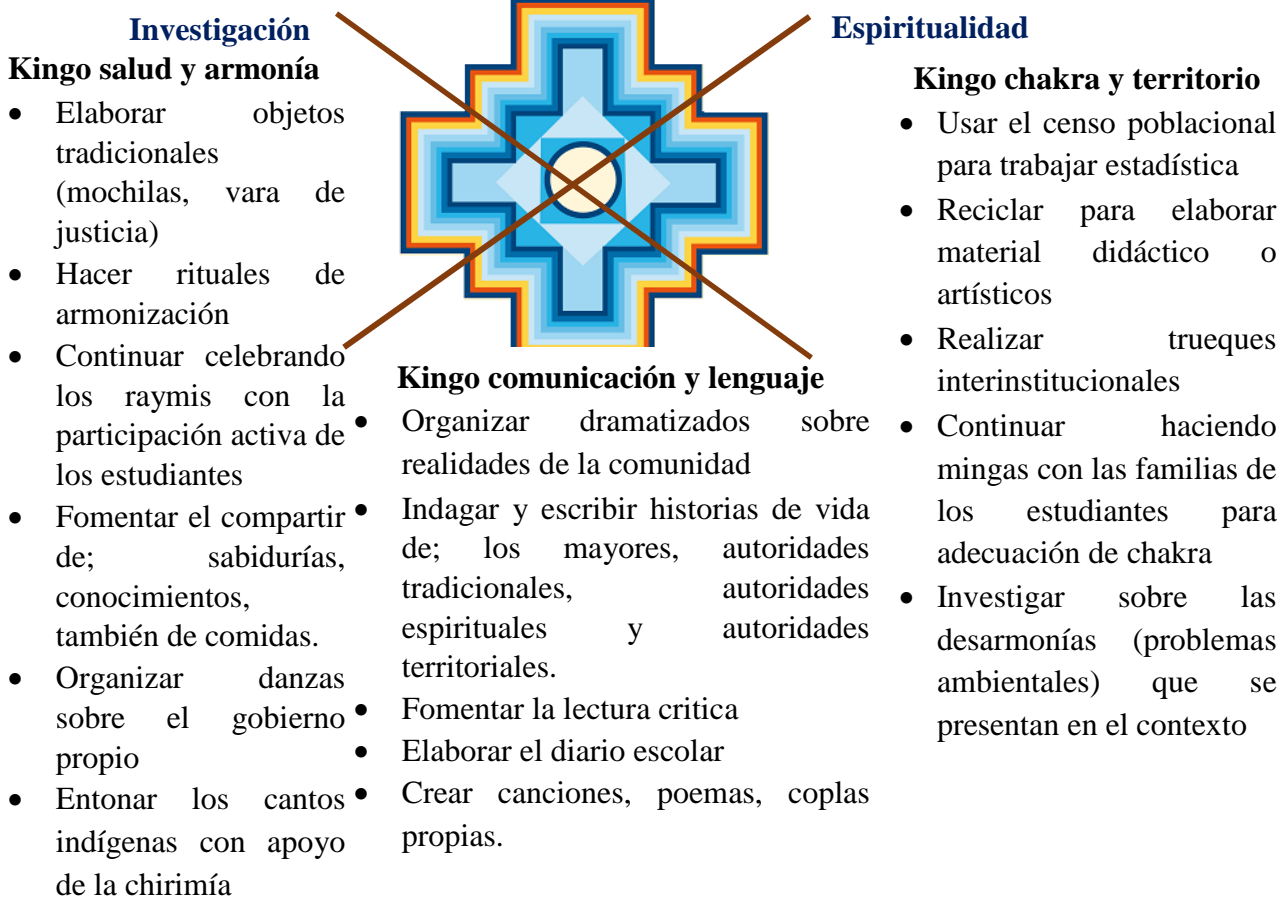 Investigación
Espiritualidad
Kingo salud y armonía
• Elaborar objetos
tradicionales
(mochilas, vara de
justicia)
• Hacer rituales de
armonización
• Continuar celebrando
los raymis con la
participación activa de
los estudiantes
• Fomentar el compartir
de; sabidurías,
conocimientos,
también de comidas.
• Organizar danzas
sobre el gobierno
propio
• Entonar los cantos
indígenas con apoyo
de la chirimía
Kingo comunicación y lenguaje
• Organizar dramatizados sobre
realidades de la comunidad
• Indagar y escribir historias de vida
de; los mayores, autoridades
tradicionales, autoridades
espirituales y autoridades
territoriales.
• Fomentar la lectura critica
• Elaborar el diario escolar
• Crear canciones, poemas, coplas
propias.
Kingo chakra y territorio
• Usar el censo poblacional
para trabajar estadística
• Reciclar para elaborar
material didáctico o
artísticos
• Realizar trueques
interinstitucionales
• Continuar haciendo
mingas con las familias de
los estudiantes para
adecuación de chakra
• Investigar sobre las
desarmonías (problemas
ambientales) que se
presentan en el contexto